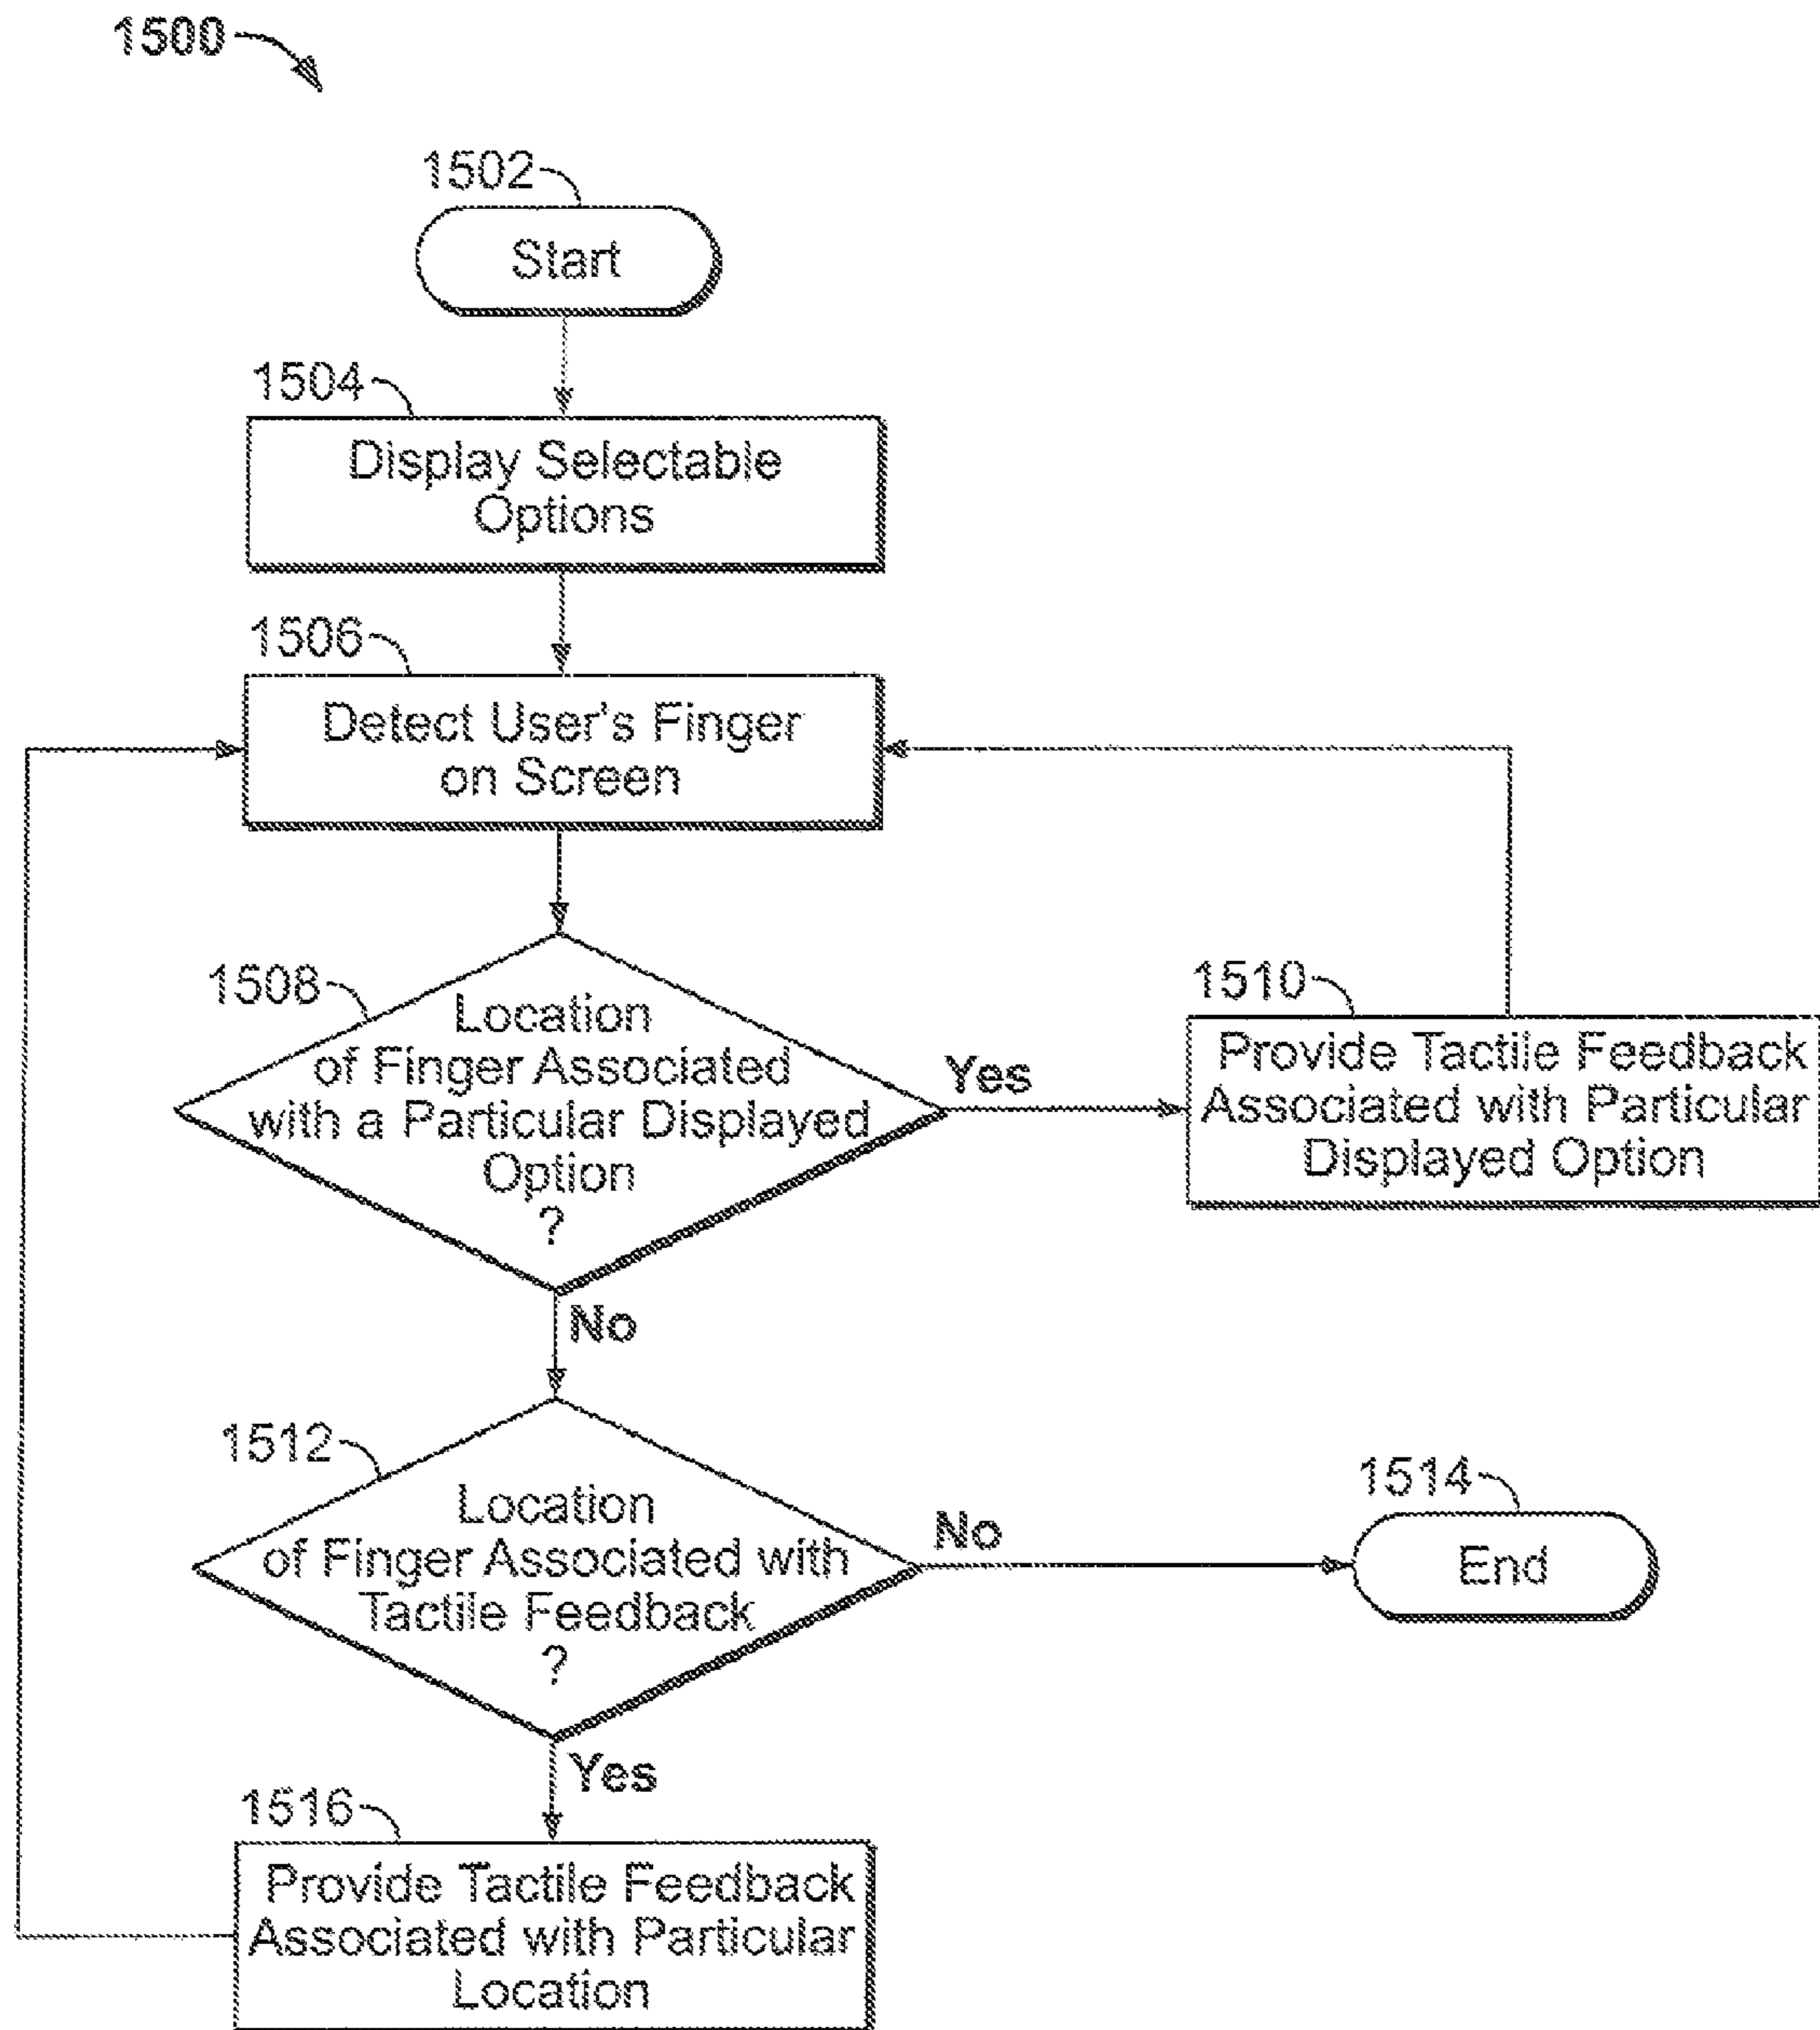 1500
1502
Start
1504
Display Selectable
Options
1506
Detect User's Finger
on Screen
1508
Location
of Finger Associated
with a Particular Displayed
Option
?
Yes
1510
Provide Tactile Feedback
Associated with Particular
Displayed Option
No
1512
Location
of Finger Associated with
Tactile Feedback
?
No
1514
End
Yes
1516
Provide Tactile Feedback
Associated with Particular
Location